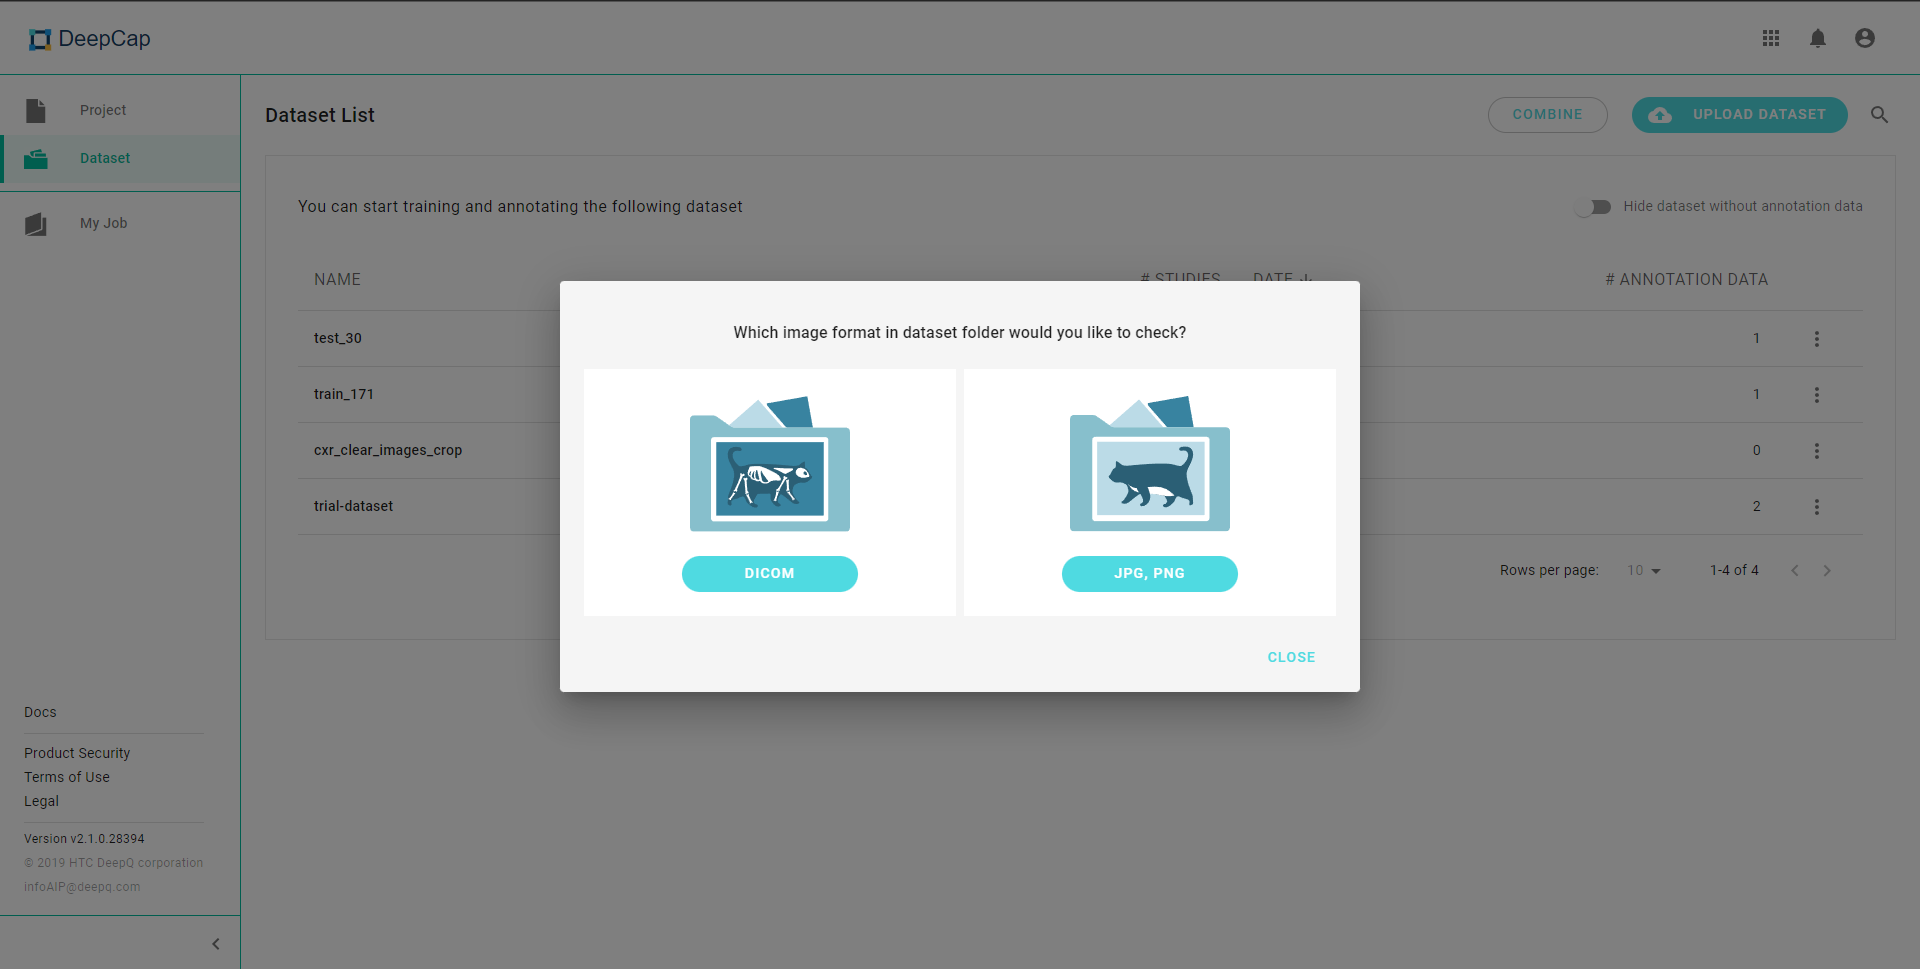 DeepCap
Project
Dataset
My Job
Docs
Product Security
Terms of Use
Legal
Version v2.1.0.28394
© 2019 HTC DeepQ corporation
infoAIP@deepq.com
Dataset List
COMBINE
UPLOAD DATASET
You can start training and annotating the following dataset
Hide dataset without annotation data
NAME # STUDIES DATE # ANNOTATION DATA
test_30 1
train_171 1
cxr_clear_images_crop 0
trial-dataset 2
Rows per page: 10 1-4 of 4
Which image format in dataset folder would you like to check?
DICOM
JPG, PNG
CLOSE